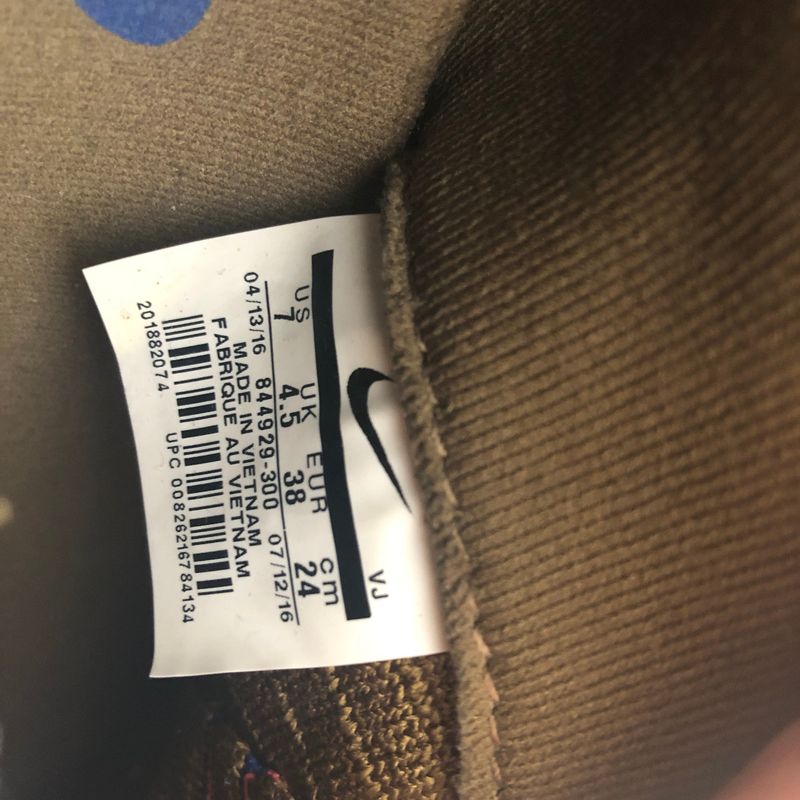 VJ
US UK EUR cm
7 4.5 38 24
04/13/16 844929-300 07/12/16
MADE IN VIETNAM
FABRIQUE AU VIETNAM
201882074 UPC 00826216784134